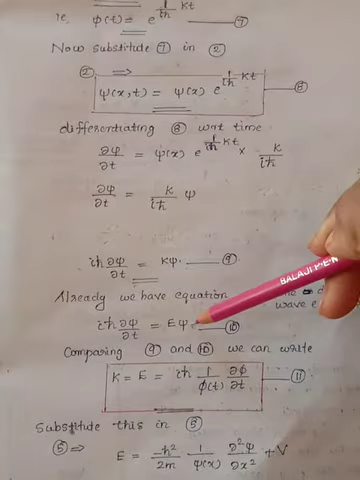 ie, φ(t) = e^{1/iħ Kt} — ⑦
Now substitute ⑦ in ②
② ⟹
ψ(x,t) = ψ(x) e^{1/iħ Kt} — ⑧
differentiating ⑧ wrt time
∂ψ/∂t = ψ(x) e^{1/iħ Kt} × K/iħ
∂ψ/∂t = K/iħ ψ
iħ ∂ψ/∂t = Kψ — ⑨
Already we have equation
wave
iħ ∂ψ/∂t = Eψ — ⑩
Comparing ⑨ and ⑩ we can write
K = E = iħ 1/φ(t) ∂φ/∂t — ⑪
Substitute this in ⑤
⑤ ⟹ E = -ħ²/2m 1/ψ(x) ∂²ψ/∂x² + V